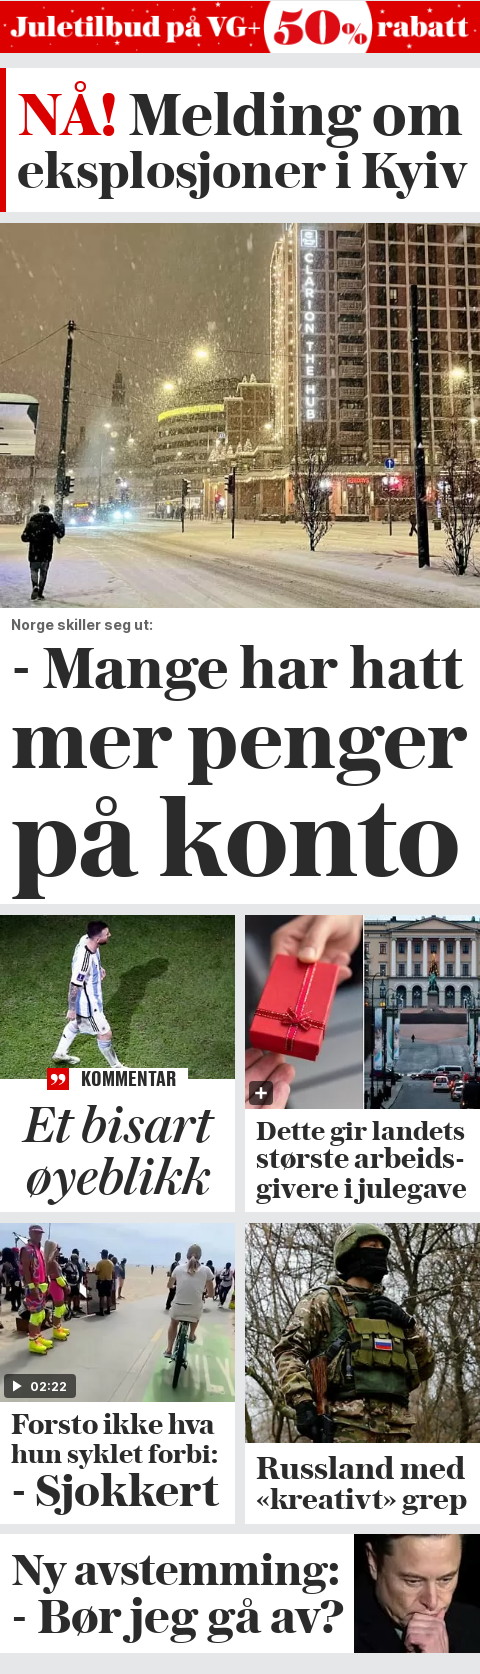 Juletilbud på VG+ 50% rabatt
NÅ! Melding om
eksplosjoner i Kyiv
CLARION THE HUB
Norge skiller seg ut:
- Mange har hatt
mer penger
på konto
KOMMENTAR
Et bisart
øyeblikk
Dette gir landets
største arbeids-
givere i julegave
02:22
Forsto ikke hva
hun syklet forbi:
- Sjokkert
Russland med
«kreativt» grep
Ny avstemming:
- Bør jeg gå av?